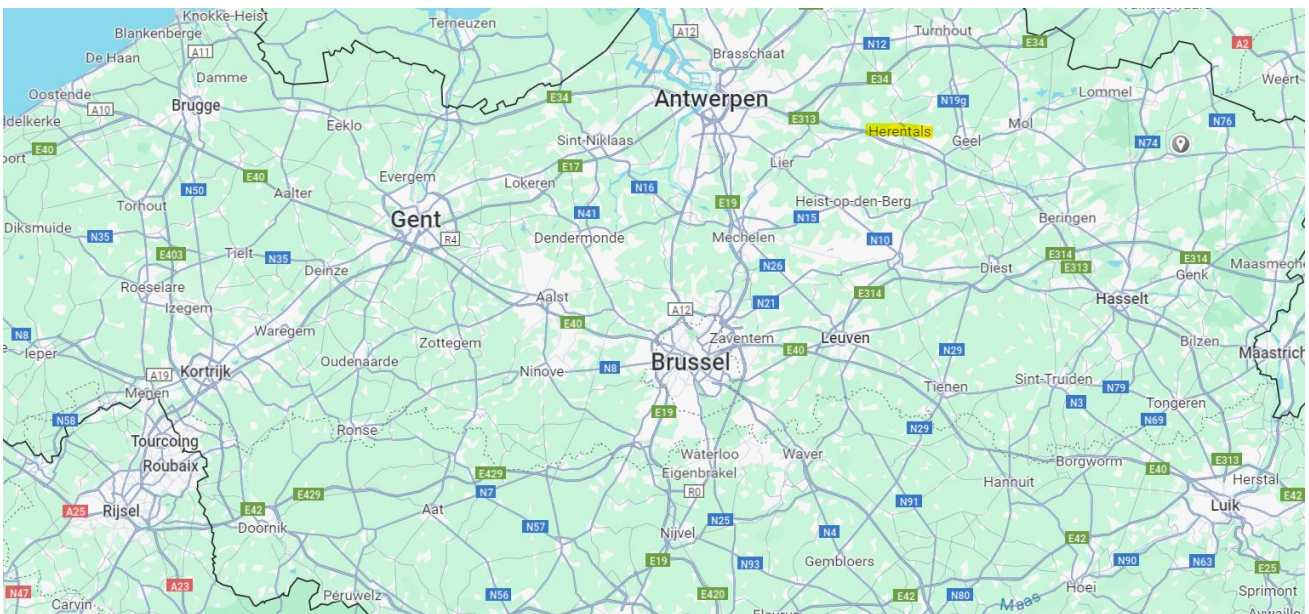 Knokke-Heist
Terneuzen
Turnhout
E34
A2
Blankenberge
A11
A12
Brasschaat
N12
De Haan
Damme
E34
Weert
Oostende
A10
Brugge
E34
Antwerpen
N19g
Lommel
ddelkerke
Eeklo
E313
Herentals
Mol
N76
E40
Sint-Niklaas
Lier
Geel
N74
oort
E17
N50
E40
Aalter
Evergem
Lokeren
N16
E19
Heist-op-den-Berg
Beringen
Torhout
Gent
N41
N15
Diksmuide
N35
R4
Dendermonde
Mechelen
N10
E403
Tielt
N35
Deinze
N26
Diest
E314
E313
E314
Maasmeche
Genk
Roeselare
Izegem
Aalst
A12
N21
E314
Hasselt
N8
Waregem
E40
Zaventem
Leuven
Bilzen
Ieper
Zottegem
Brussel
E40
N29
Maastrich
Oudenaarde
N8
A19
Kortrijk
Ninove
Tienen
Sint-Truiden
N79
Menen
E19
N3
Tongeren
N58
N69
Ronse
N29
Tourcoing
Waterloo
Waver
Borgworm
E313
Roubaix
E429
Eigenbrakel
E40
Herstal
E429
N7
R0
Hannuit
E42
A25
Rijsel
E42
Aat
N91
Luik
Doornik
N57
N25
N4
Nijvel
E42
E19
N93
Gembloers
N90
N63
E25
N47
A23
Péruwelz
N56
E420
E42
N80
Maas
Hoei
Sprimont
Carvin